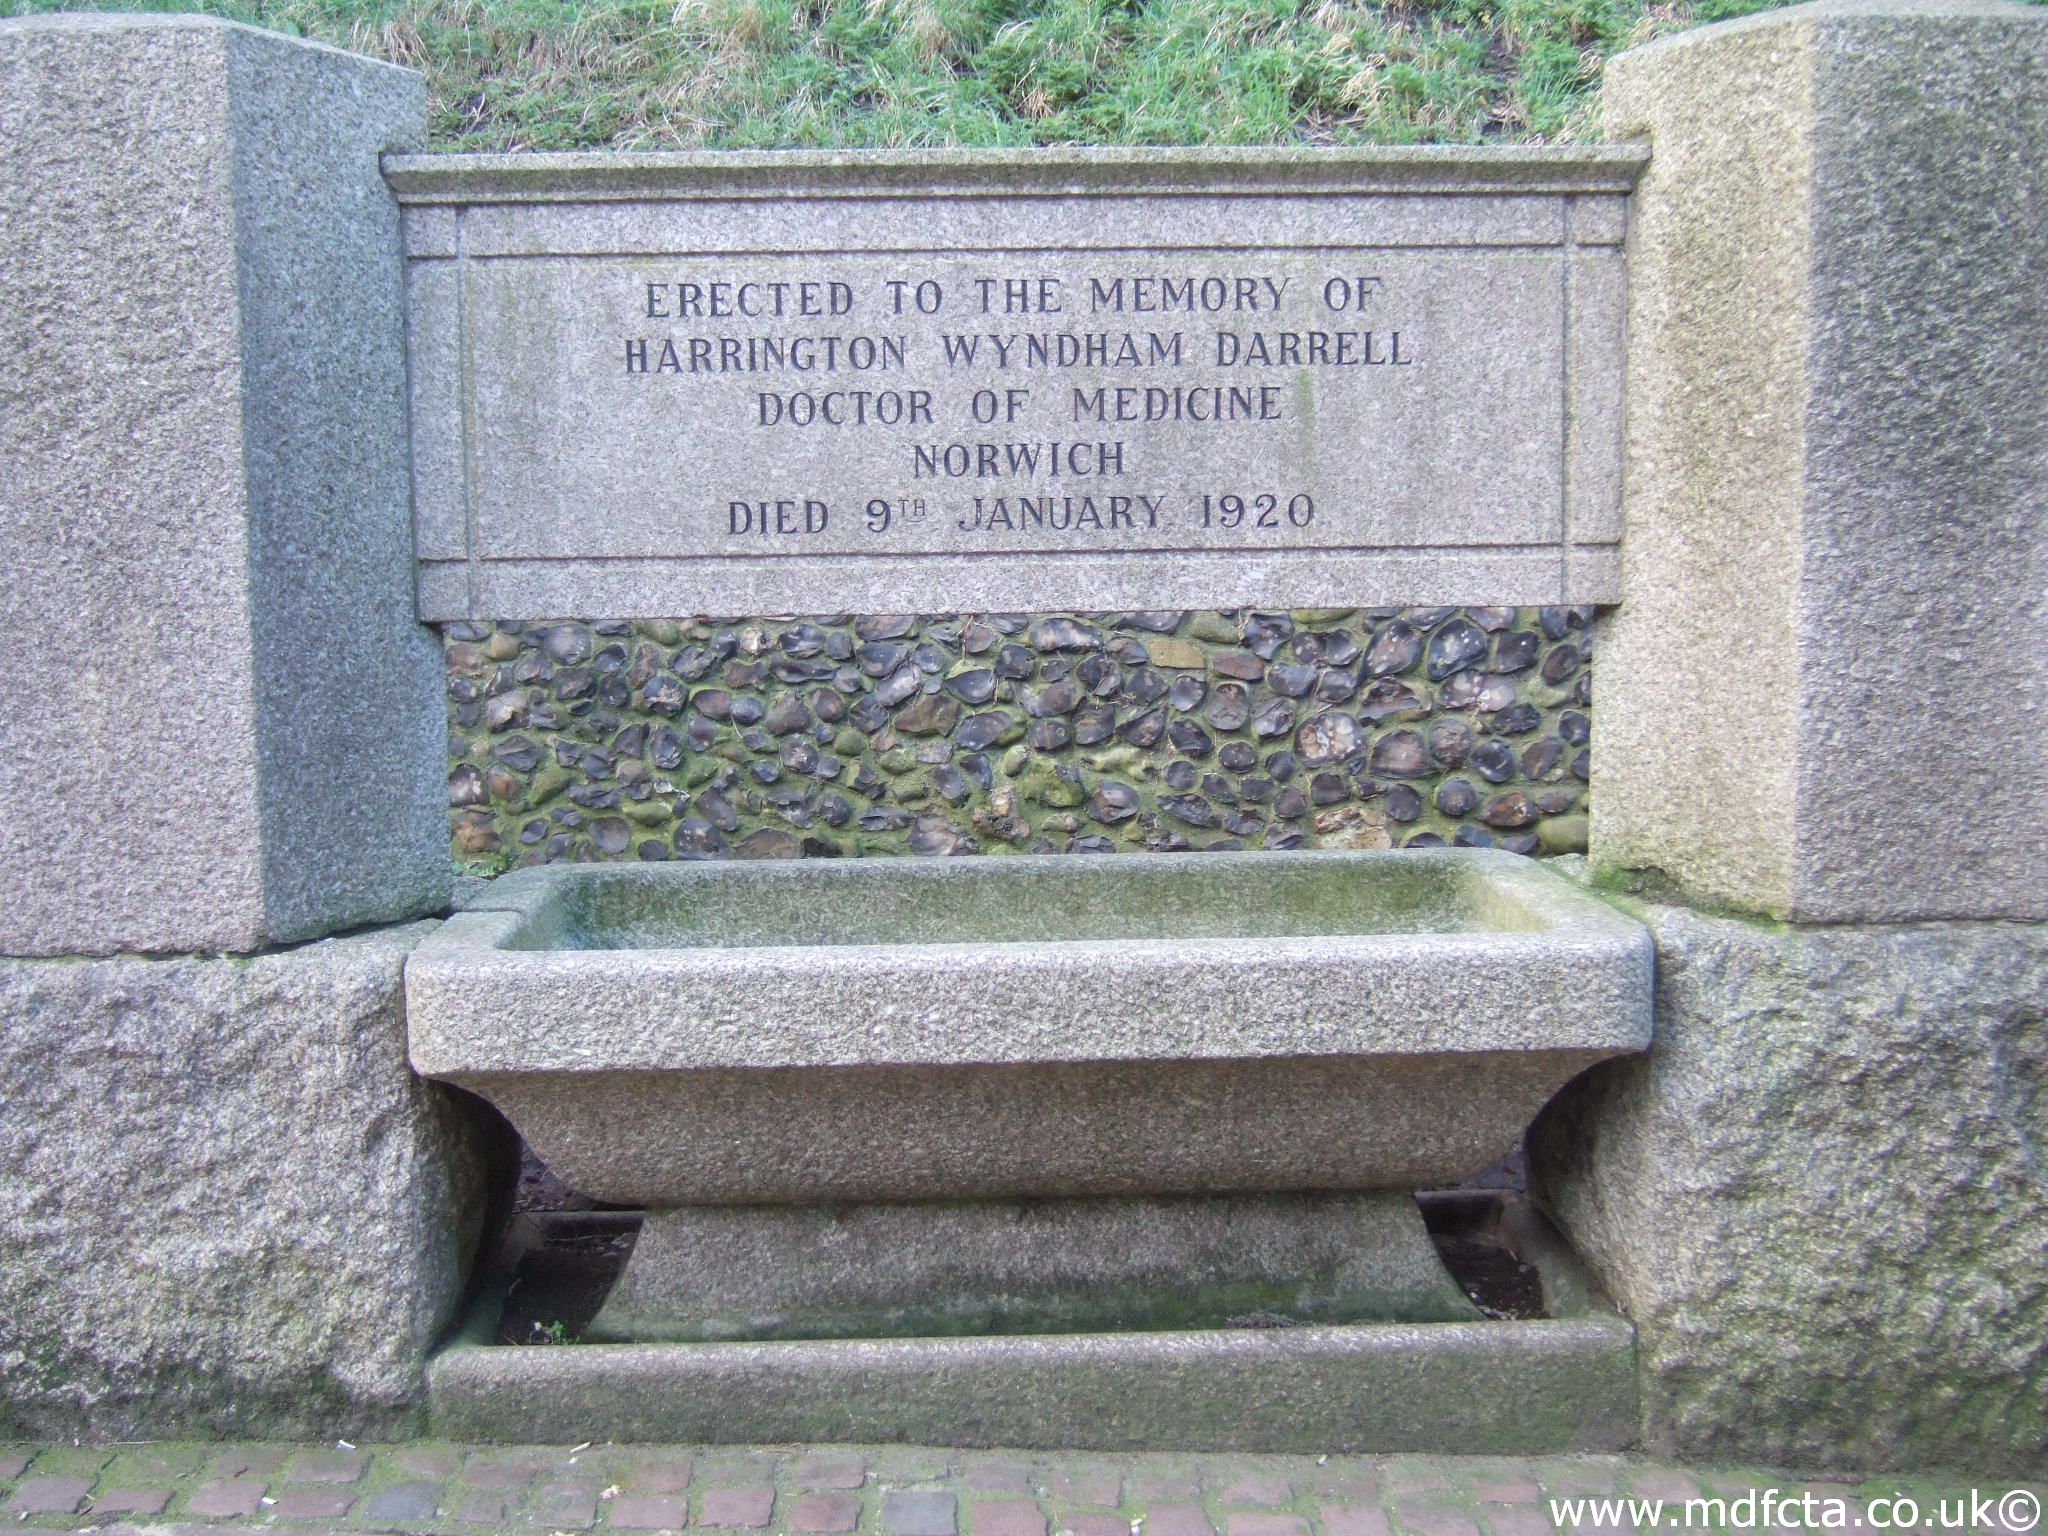 ERECTED TO THE MEMORY OF
HARRINGTON WYNDHAM DARRELL
DOCTOR OF MEDICINE
NORWICH
DIED 9TH JANUARY 1920
www.mdfcta.co.uk©